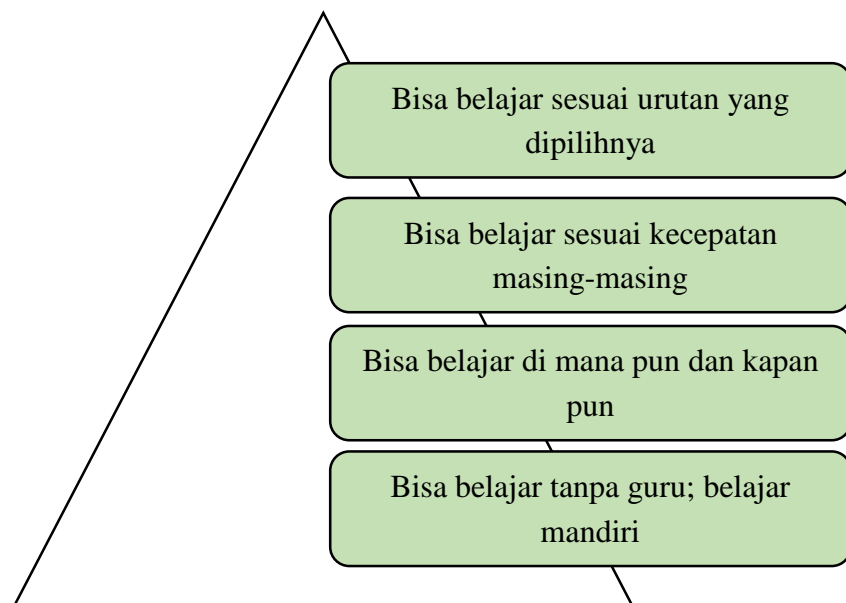 Bisa belajar sesuai urutan yang
dipilihnya
Bisa belajar sesuai kecepatan
masing-masing
Bisa belajar di mana pun dan kapan
pun
Bisa belajar tanpa guru; belajar
mandiri